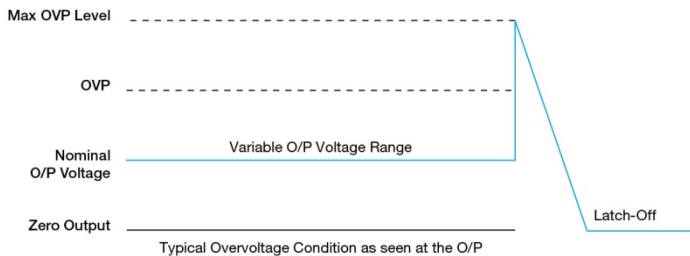 Max OVP Level
OVP
Variable O/P Voltage Range
Nominal
O/P Voltage
Latch-Off
Zero Output
Typical Overvoltage Condition as seen at the O/P